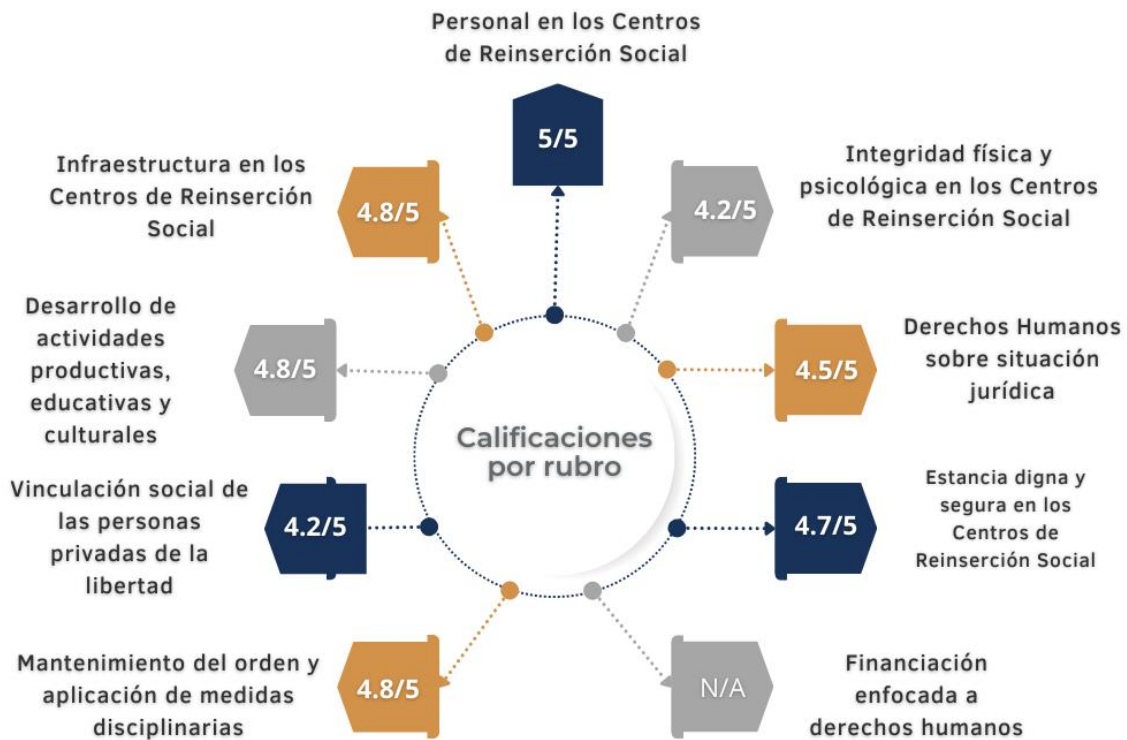 Personal en los Centros
de Reinserción Social
5/5
Infraestructura en los
Centros de Reinserción
Social
4.8/5
Integridad física y
psicológica en los Centros
de Reinserción Social
4.2/5
Desarrollo de
actividades
productivas,
educativas y
culturales
4.8/5
Derechos Humanos
sobre situación
jurídica
4.5/5
Calificaciones
por rubro
Vinculación social de
las personas
privadas de la
libertad
4.2/5
Estancia digna y
segura en los
Centros de
Reinserción Social
4.7/5
Mantenimiento del orden y
aplicación de medidas
disciplinarias
4.8/5
Financiación
enfocada a
derechos humanos
N/A